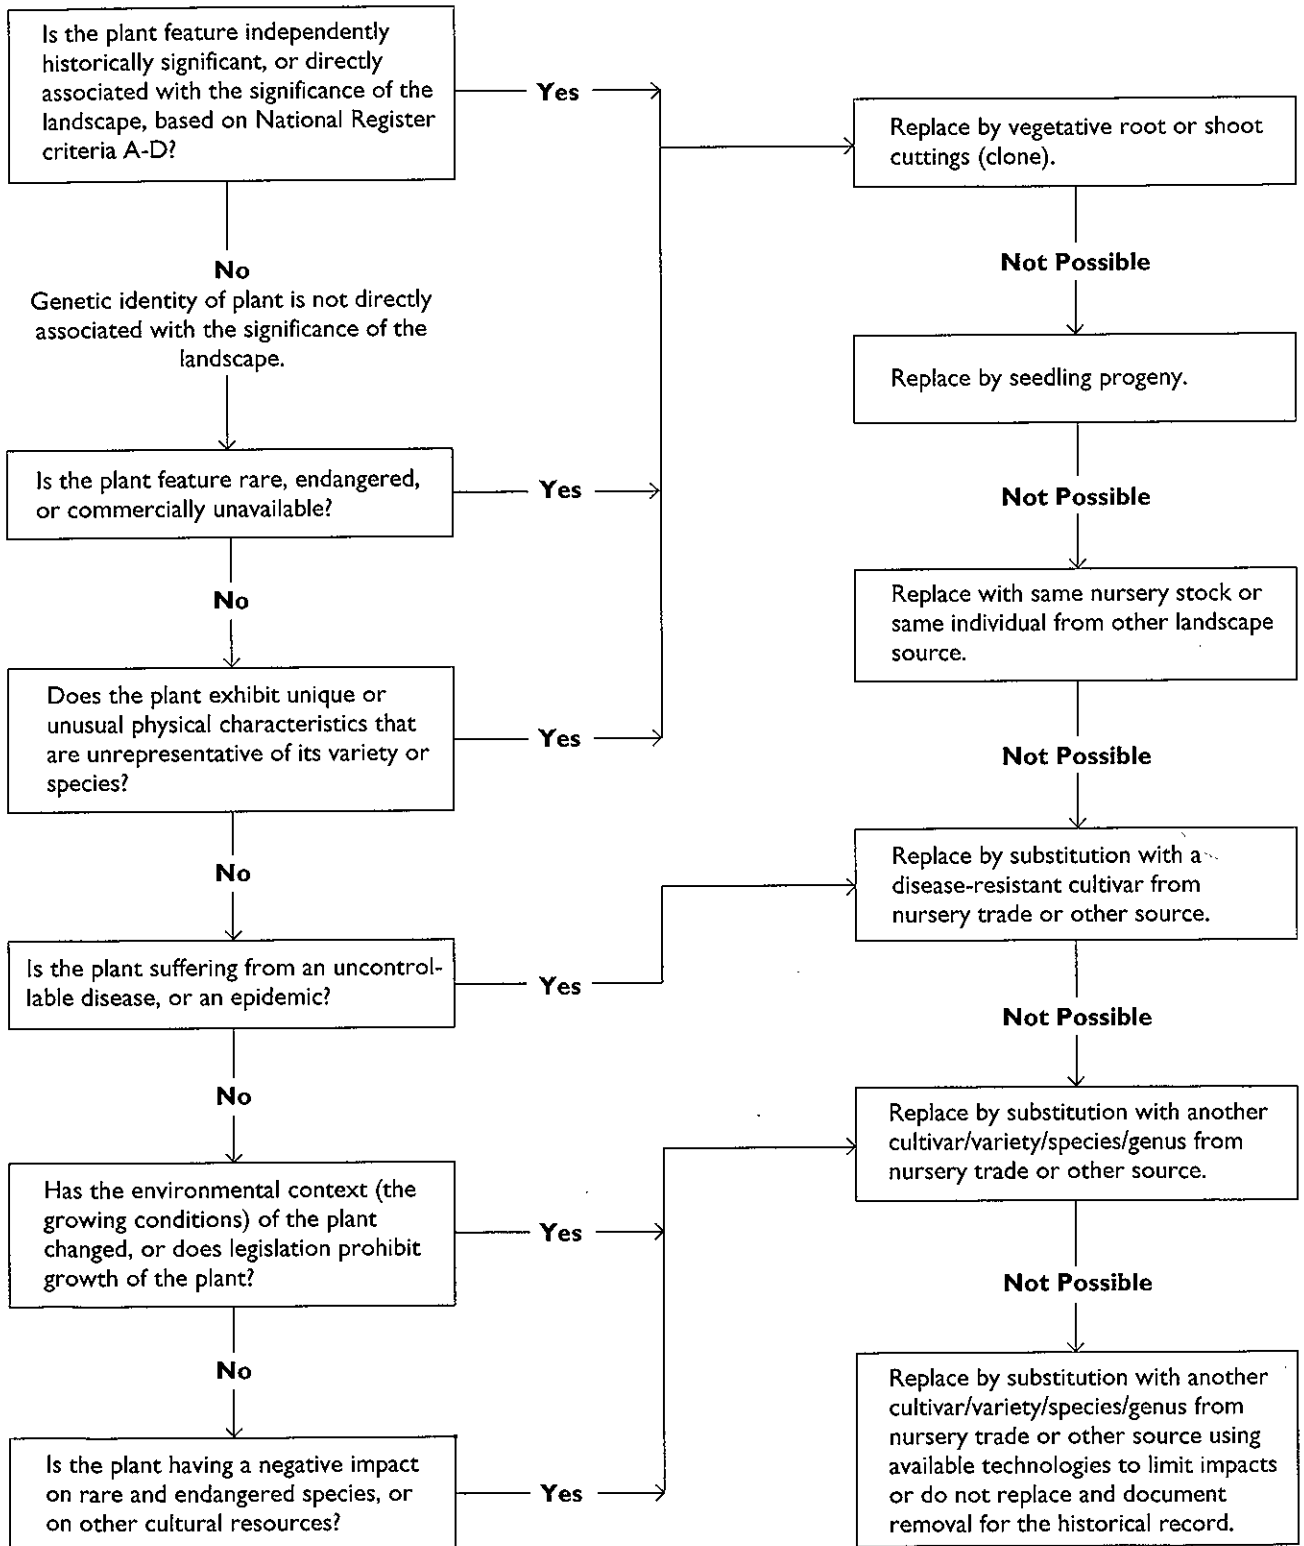 Is the plant feature independently
historically significant, or directly
associated with the significance of the
landscape, based on National Register
criteria A-D?
Yes
No
Genetic identity of plant is not directly
associated with the significance of the
landscape.
Is the plant feature rare, endangered,
or commercially unavailable?
Yes
No
Does the plant exhibit unique or
unusual physical characteristics that
are unrepresentative of its variety or
species?
Yes
No
Is the plant suffering from an uncontrol-
lable disease, or an epidemic?
Yes
No
Has the environmental context (the
growing conditions) of the plant
changed, or does legislation prohibit
growth of the plant?
Yes
No
Is the plant having a negative impact
on rare and endangered species, or
on other cultural resources?
Yes
Replace by vegetative root or shoot
cuttings (clone).
Not Possible
Replace by seedling progeny.
Not Possible
Replace with same nursery stock or
same individual from other landscape
source.
Not Possible
Replace by substitution with a
disease-resistant cultivar from
nursery trade or other source.
Not Possible
Replace by substitution with another
cultivar/variety/species/genus from
nursery trade or other source.
Not Possible
Replace by substitution with another
cultivar/variety/species/genus from
nursery trade or other source using
available technologies to limit impacts
or do not replace and document
removal for the historical record.